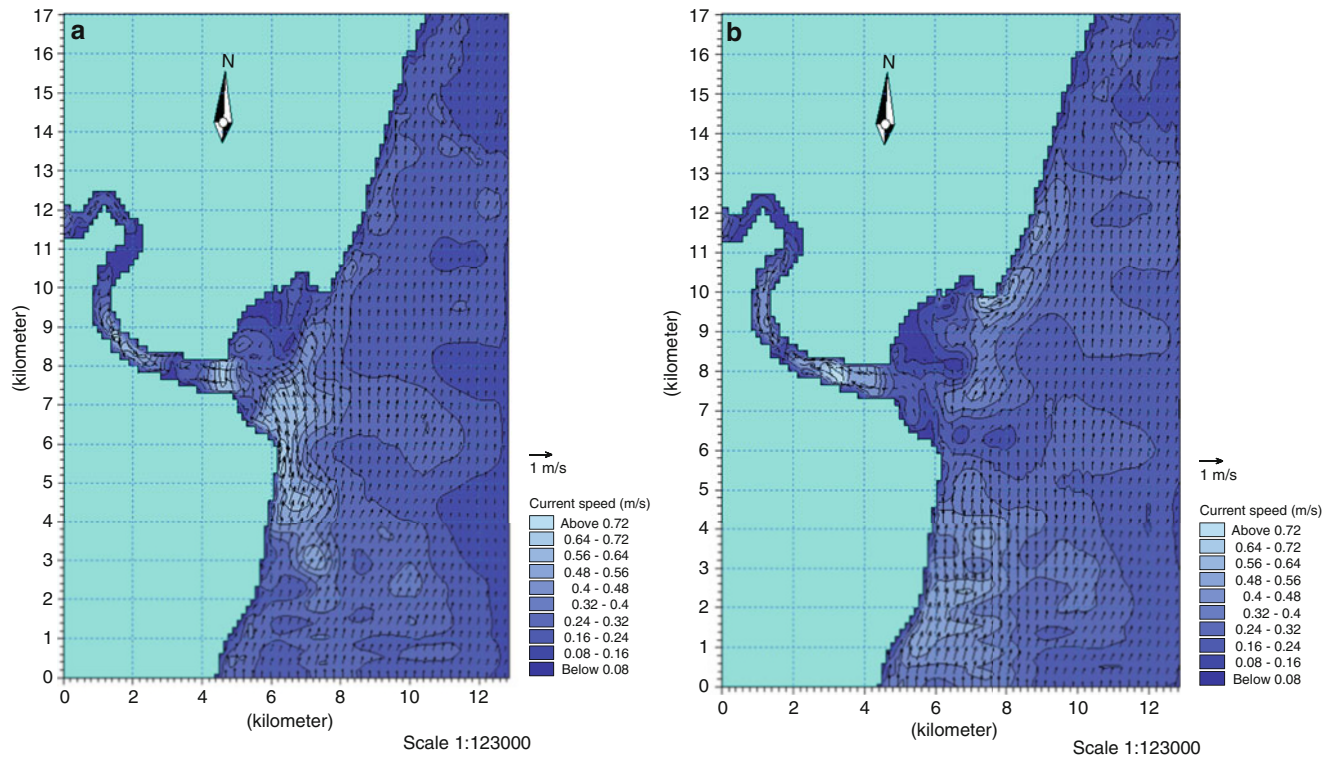 a
N
17
16
15
14
13
12
11
10
9
8
7
6
5
4
3
2
1
0
(kilometer)
0 2 4 6 8 10 12
(kilometer)
Scale 1:123000
1 m/s
Current speed (m/s)
Above 0.72
0.64 - 0.72
0.56 - 0.64
0.48 - 0.56
0.4 - 0.48
0.32 - 0.4
0.24 - 0.32
0.16 - 0.24
0.08 - 0.16
Below 0.08
b
N
17
16
15
14
13
12
11
10
9
8
7
6
5
4
3
2
1
0
(kilometer)
0 2 4 6 8 10 12
(kilometer)
Scale 1:123000
1 m/s
Current speed (m/s)
Above 0.72
0.64 - 0.72
0.56 - 0.64
0.48 - 0.56
0.4 - 0.48
0.32 - 0.4
0.24 - 0.32
0.16 - 0.24
0.08 - 0.16
Below 0.08